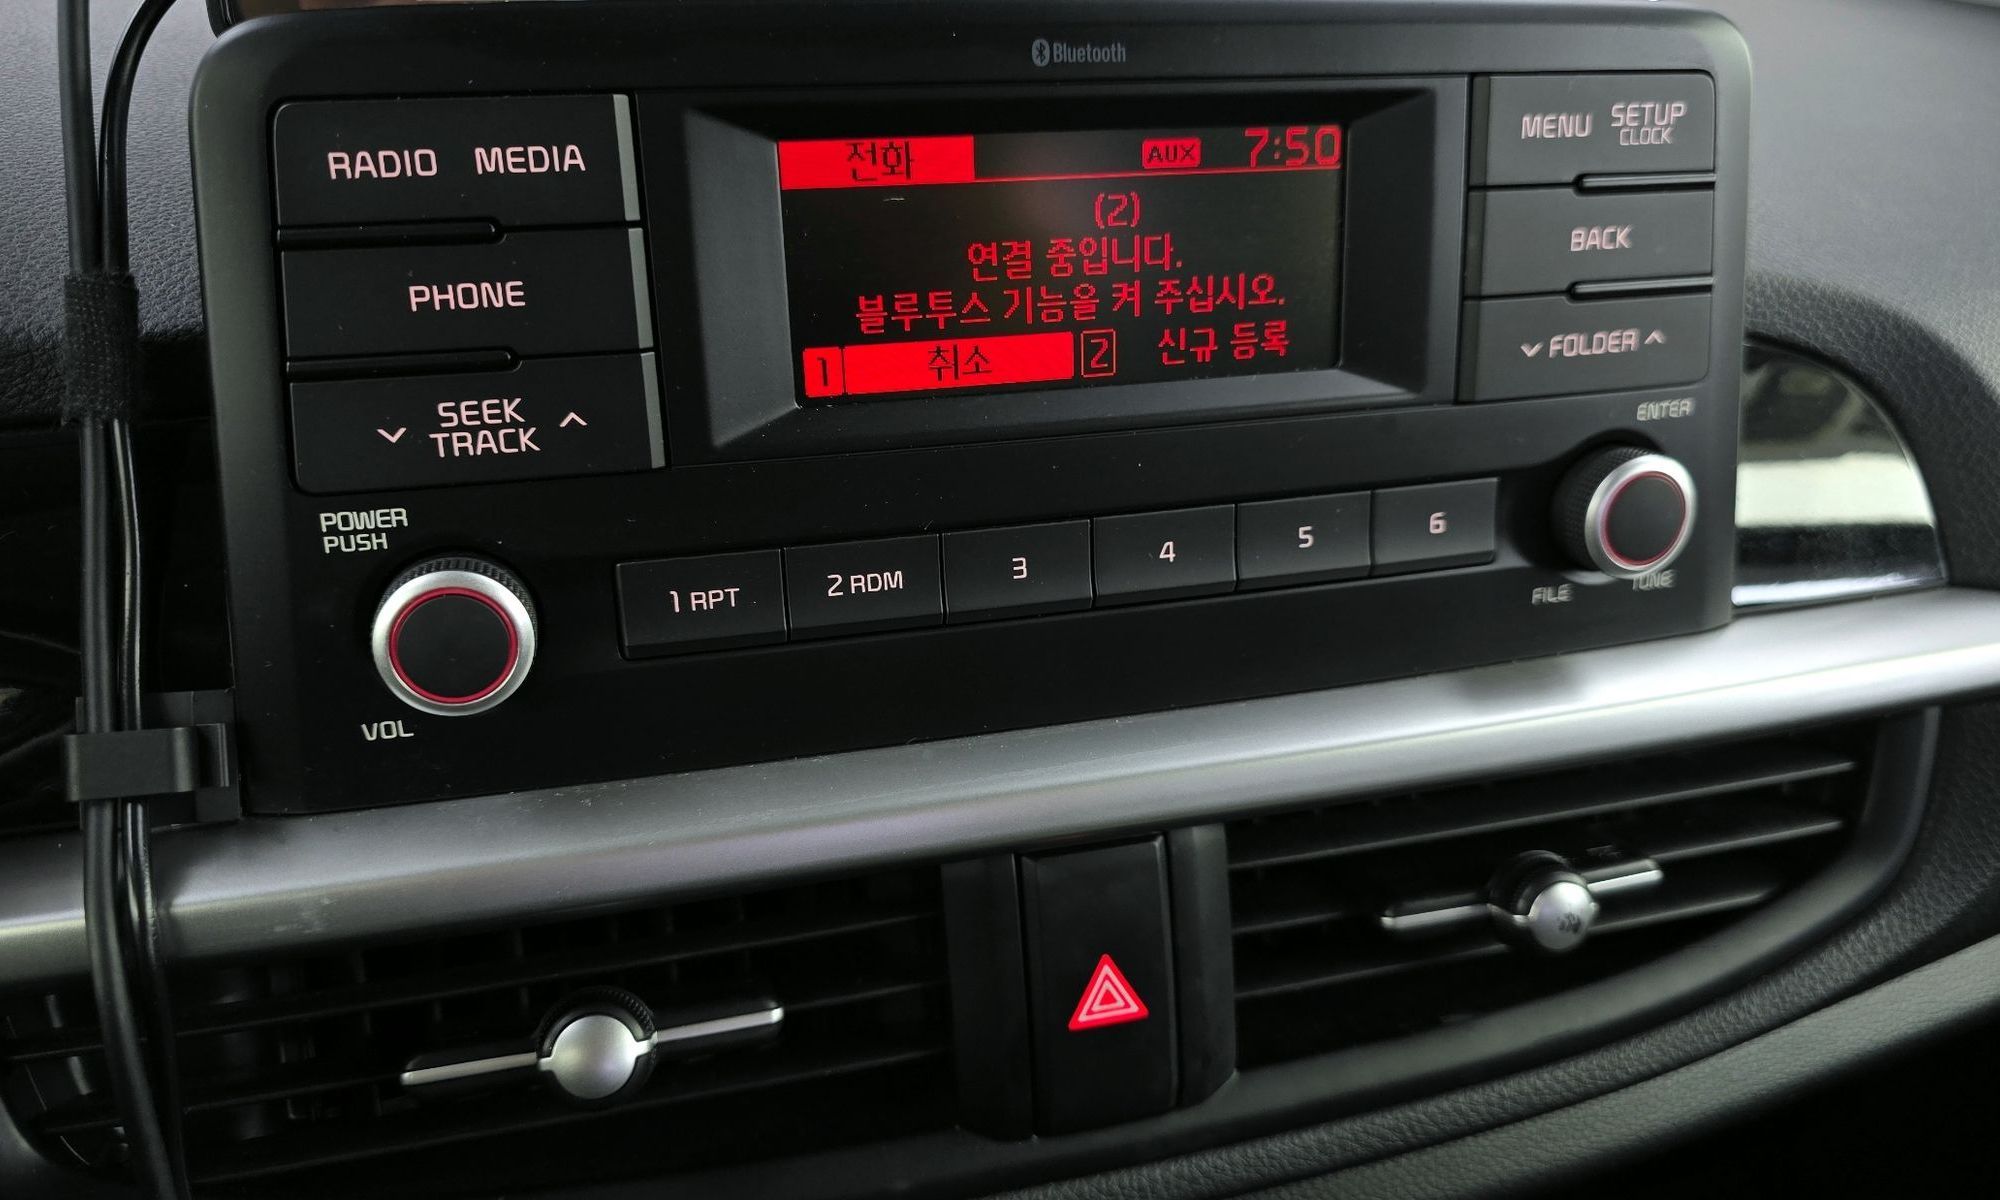 Bluetooth
RADIO MEDIA
PHONE
SEEK
TRACK
전화 AUX 7:50
(2)
연결 중입니다.
블루투스 기능을 켜 주십시오.
1 취소 2 신규 등록
MENU SETUP
CLOCK
BACK
FOLDER
POWER
PUSH
VOL
1 RPT 2 RDM 3 4 5 6
ENTER
FILE TUNE